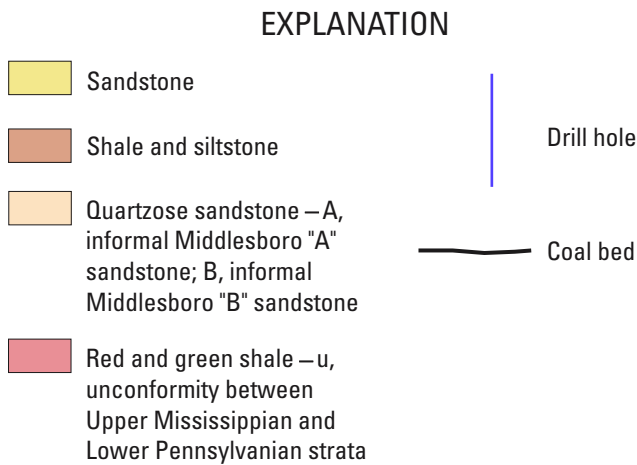 EXPLANATION
Sandstone
Shale and siltstone
Quartzose sandstone—A,
informal Middlesboro "A"
sandstone; B, informal
Middlesboro "B" sandstone
Red and green shale—u,
unconformity between
Upper Mississippian and
Lower Pennsylvanian strata
Drill hole
Coal bed